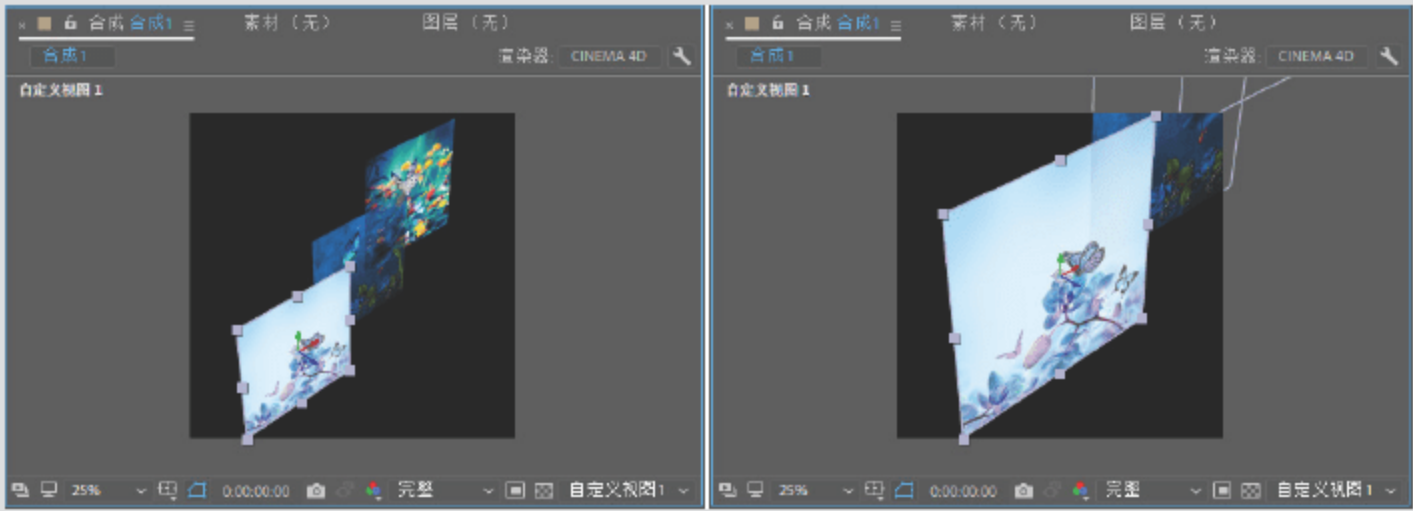 × 合成 合成1 ☰ 素材（无） 图层（无）
合成1
渲染器: CINEMA 4D
自定义视图 1
25% 0:00:00:00 完整 自定义视图1
× 合成 合成1 ☰ 素材（无） 图层（无）
合成1
渲染器: CINEMA 4D
自定义视图 1
25% 0:00:00:00 完整 自定义视图1